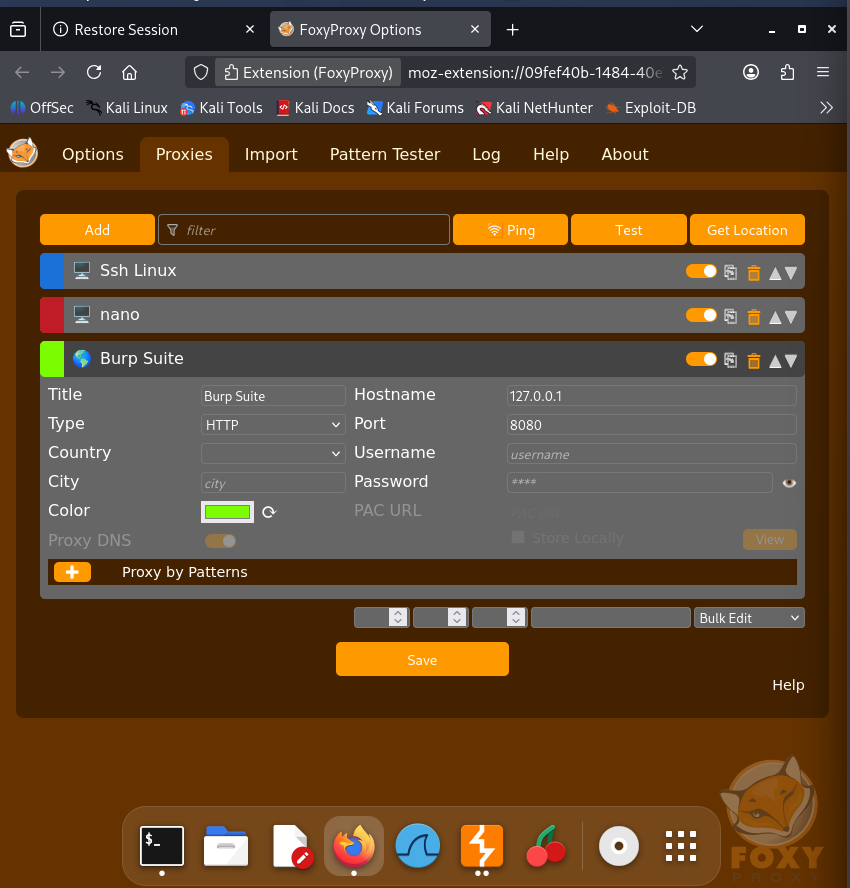 Restore Session
FoxyProxy Options
Extension (FoxyProxy)
moz-extension://09fef40b-1484-40e
OffSec
Kali Linux
Kali Tools
Kali Docs
Kali Forums
Kali NetHunter
Exploit-DB
Options
Proxies
Import
Pattern Tester
Log
Help
About
Add
filter
Ping
Test
Get Location
Ssh Linux
nano
Burp Suite
Title
Burp Suite
Hostname
127.0.0.1
Type
HTTP
Port
8080
Country
Username
username
City
city
Password
****
Color
PAC URL
PAC URL
Proxy DNS
Store Locally
View
Proxy by Patterns
Bulk Edit
Save
Help
$_
FOXY
PROXY